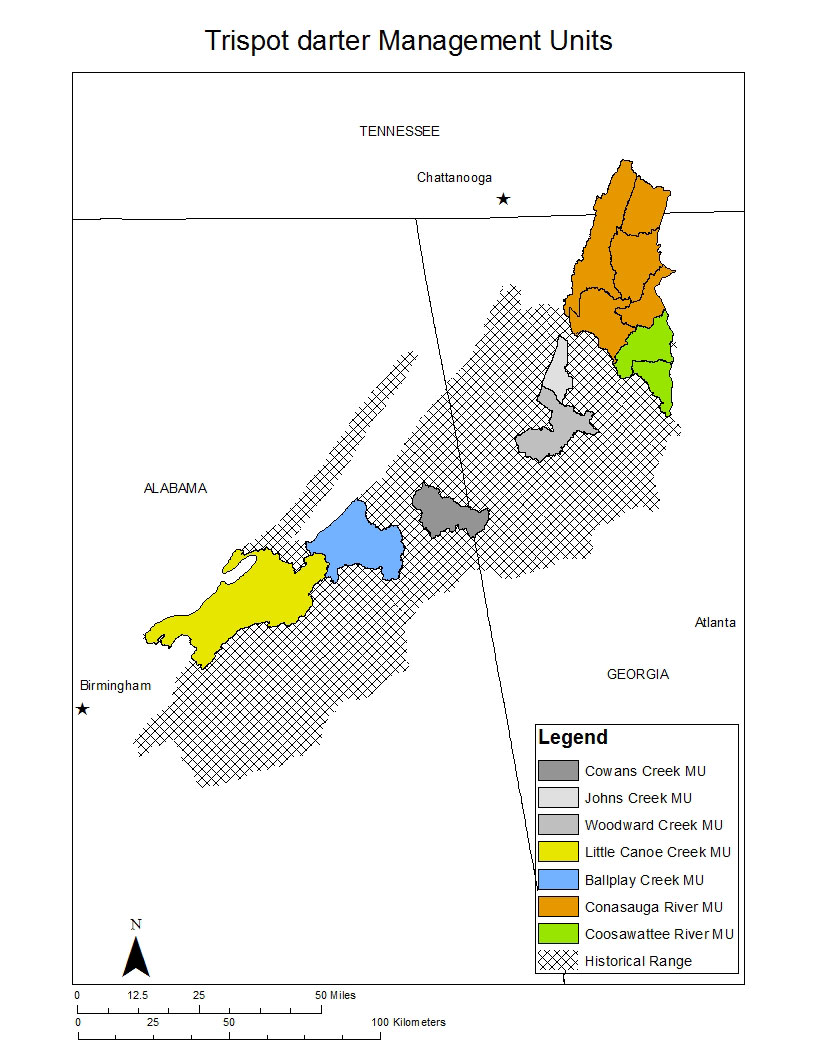 Trispot darter Management Units
TENNESSEE
Chattanooga
ALABAMA
Atlanta
GEORGIA
Birmingham
Legend
Cowans Creek MU
Johns Creek MU
Woodward Creek MU
Little Canoe Creek MU
Ballplay Creek MU
Conasauga River MU
Coosawattee River MU
Historical Range
N
0 12.5 25 50 Miles
0 25 50 100 Kilometers